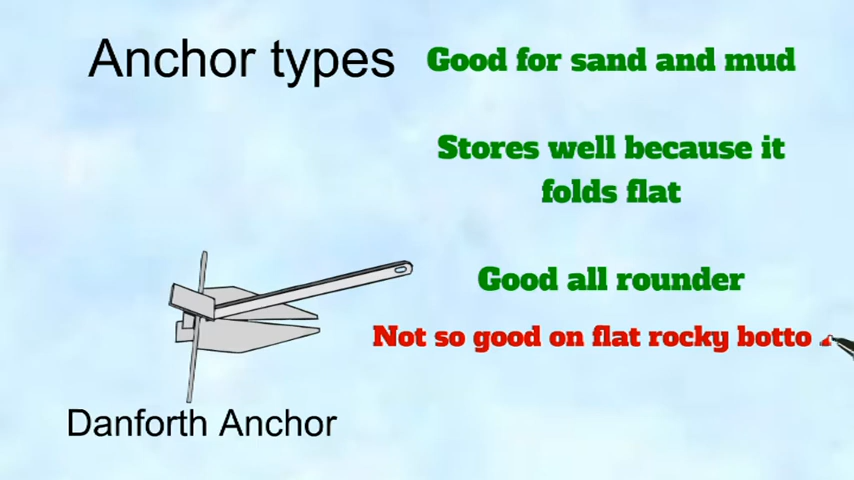 Anchor types
Good for sand and mud
Stores well because it
folds flat
Good all rounder
Not so good on flat rocky botto
Danforth Anchor